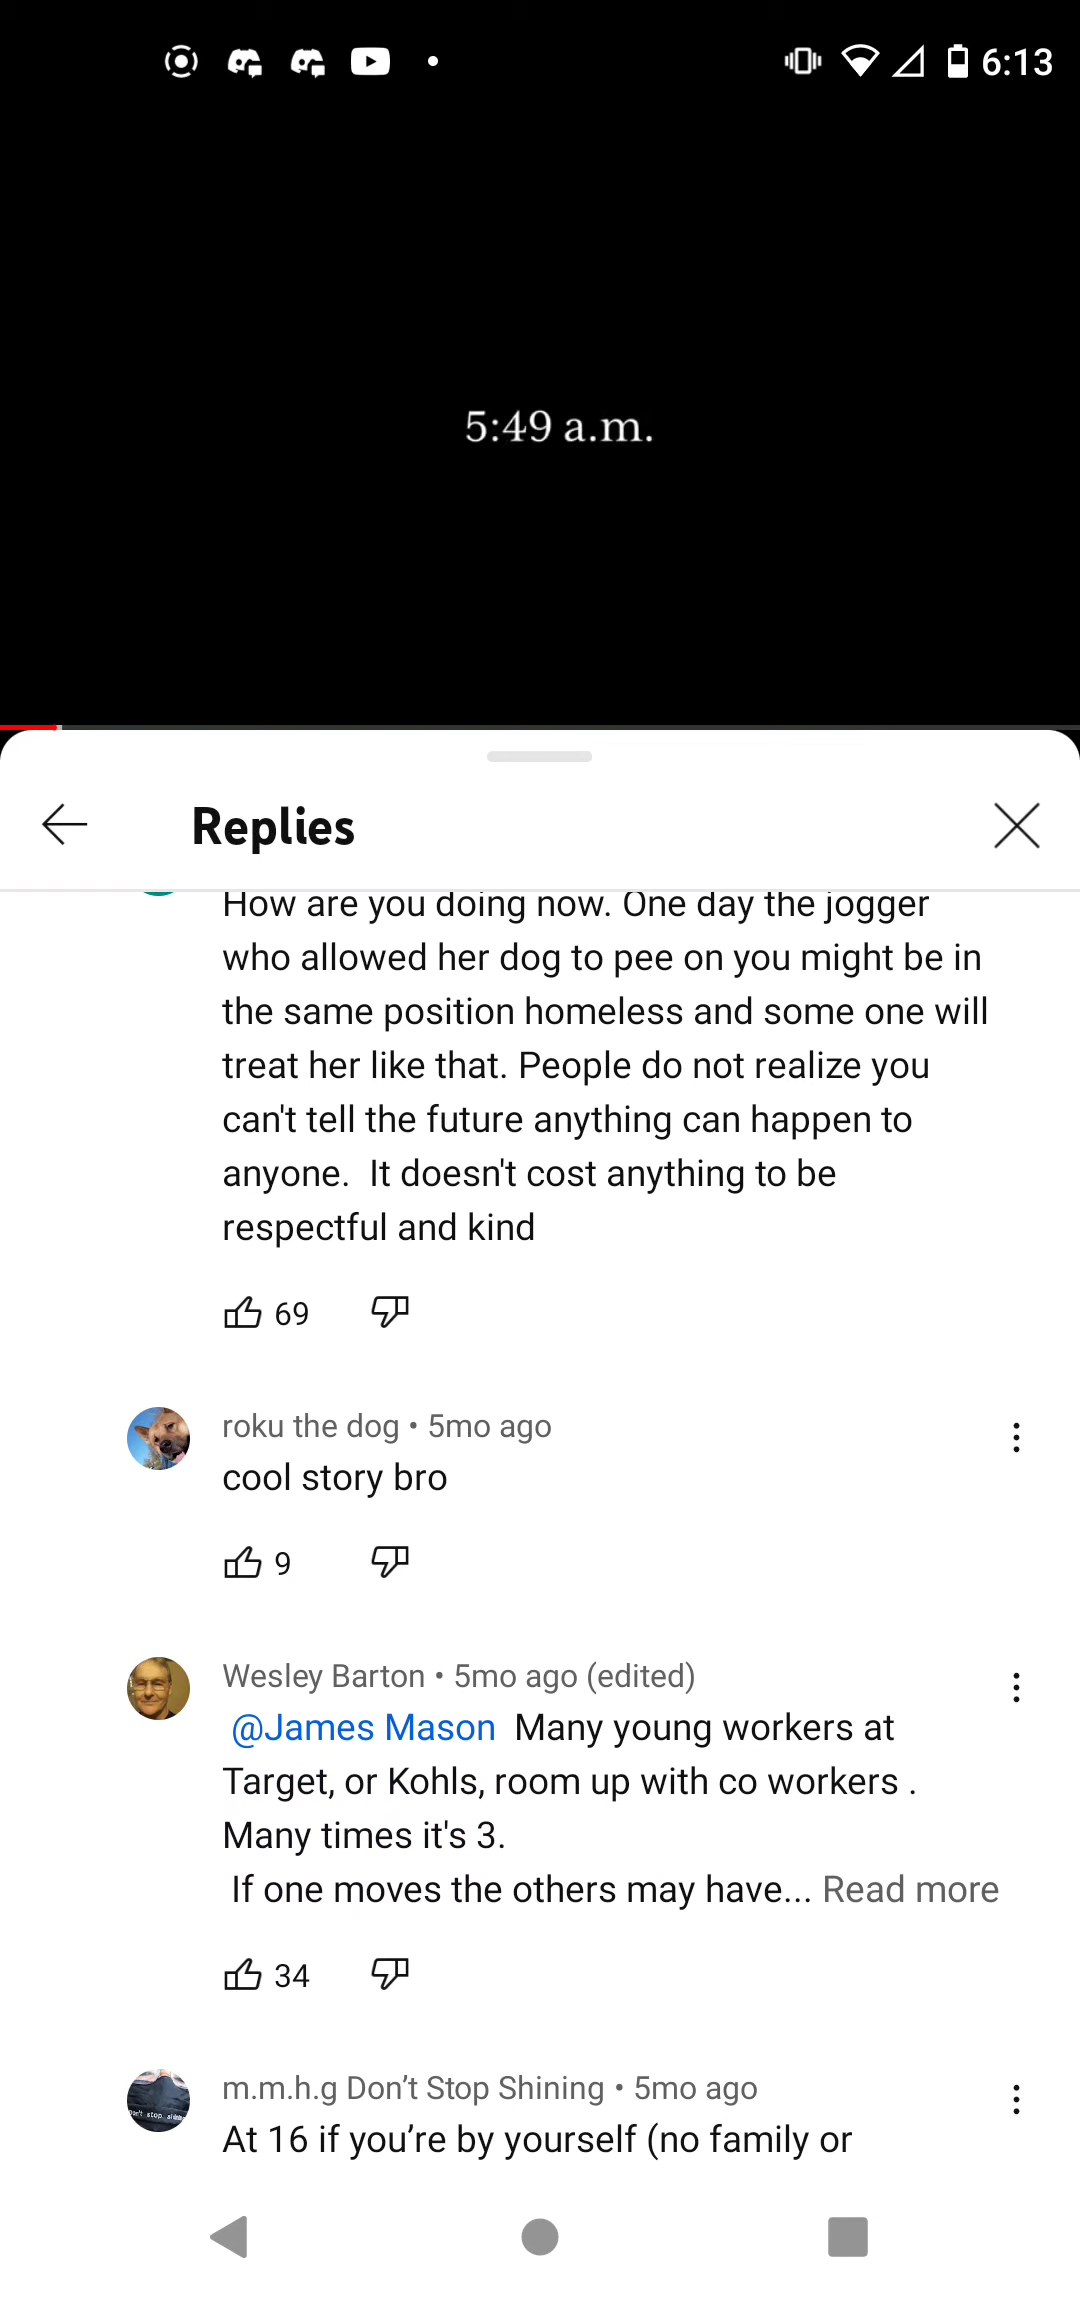 6:13
5:49 a.m.
Replies
How are you doing now. One day the jogger
who allowed her dog to pee on you might be in
the same position homeless and some one will
treat her like that. People do not realize you
can't tell the future anything can happen to
anyone.  It doesn't cost anything to be
respectful and kind
69
roku the dog • 5mo ago
cool story bro
9
Wesley Barton • 5mo ago (edited)
@James Mason  Many young workers at
Target, or Kohls, room up with co workers .
Many times it's 3.
If one moves the others may have... Read more
34
m.m.h.g Don’t Stop Shining • 5mo ago
At 16 if you’re by yourself (no family or